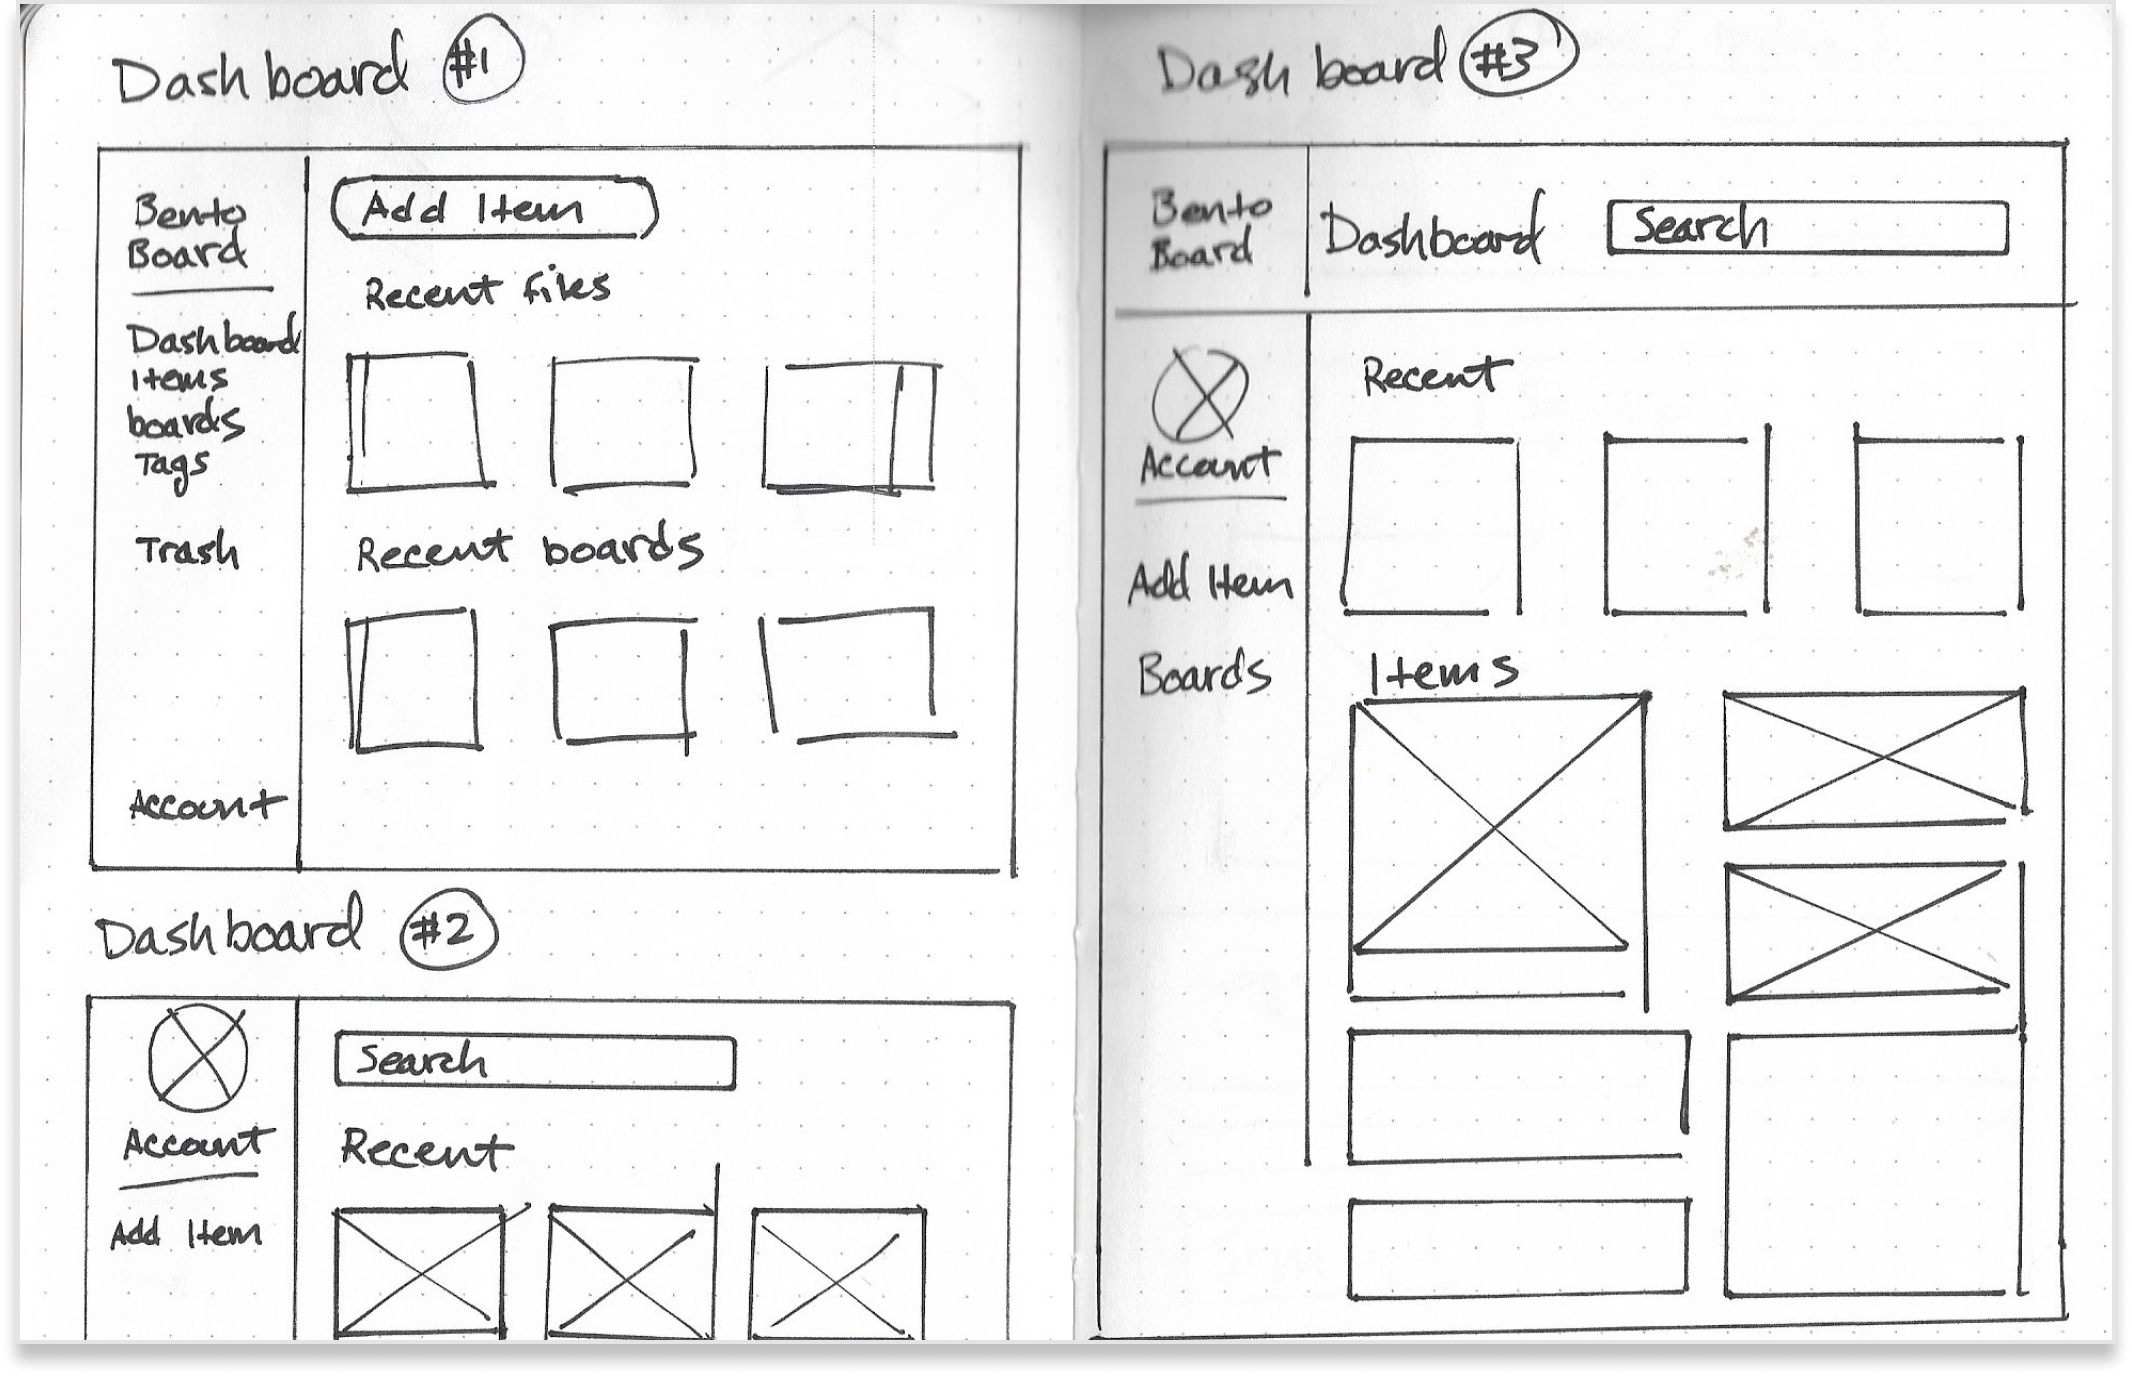 Dashboard #1
Bento
Board
Dashboard
Items
boards
Tags
Trash
Account
Add Item
Recent files
Recent boards
Dashboard #2
Account
Add Item
Search
Recent
Dashboard #3
Bento
Board
Dashboard
Search
Account
Add Item
Boards
Recent
Items